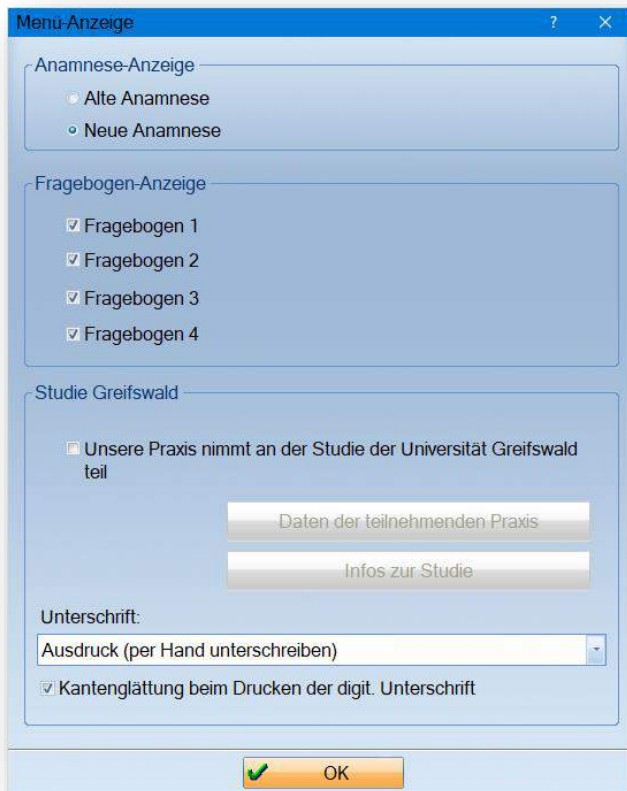 Menü-Anzeige
Anamnese-Anzeige
Alte Anamnese
Neue Anamnese
Fragebogen-Anzeige
Fragebogen 1
Fragebogen 2
Fragebogen 3
Fragebogen 4
Studie Greifswald
Unsere Praxis nimmt an der Studie der Universität Greifswald
teil
Daten der teilnehmenden Praxis
Infos zur Studie
Unterschrift:
Ausdruck (per Hand unterschreiben)
Kantenglättung beim Drucken der digit. Unterschrift
OK